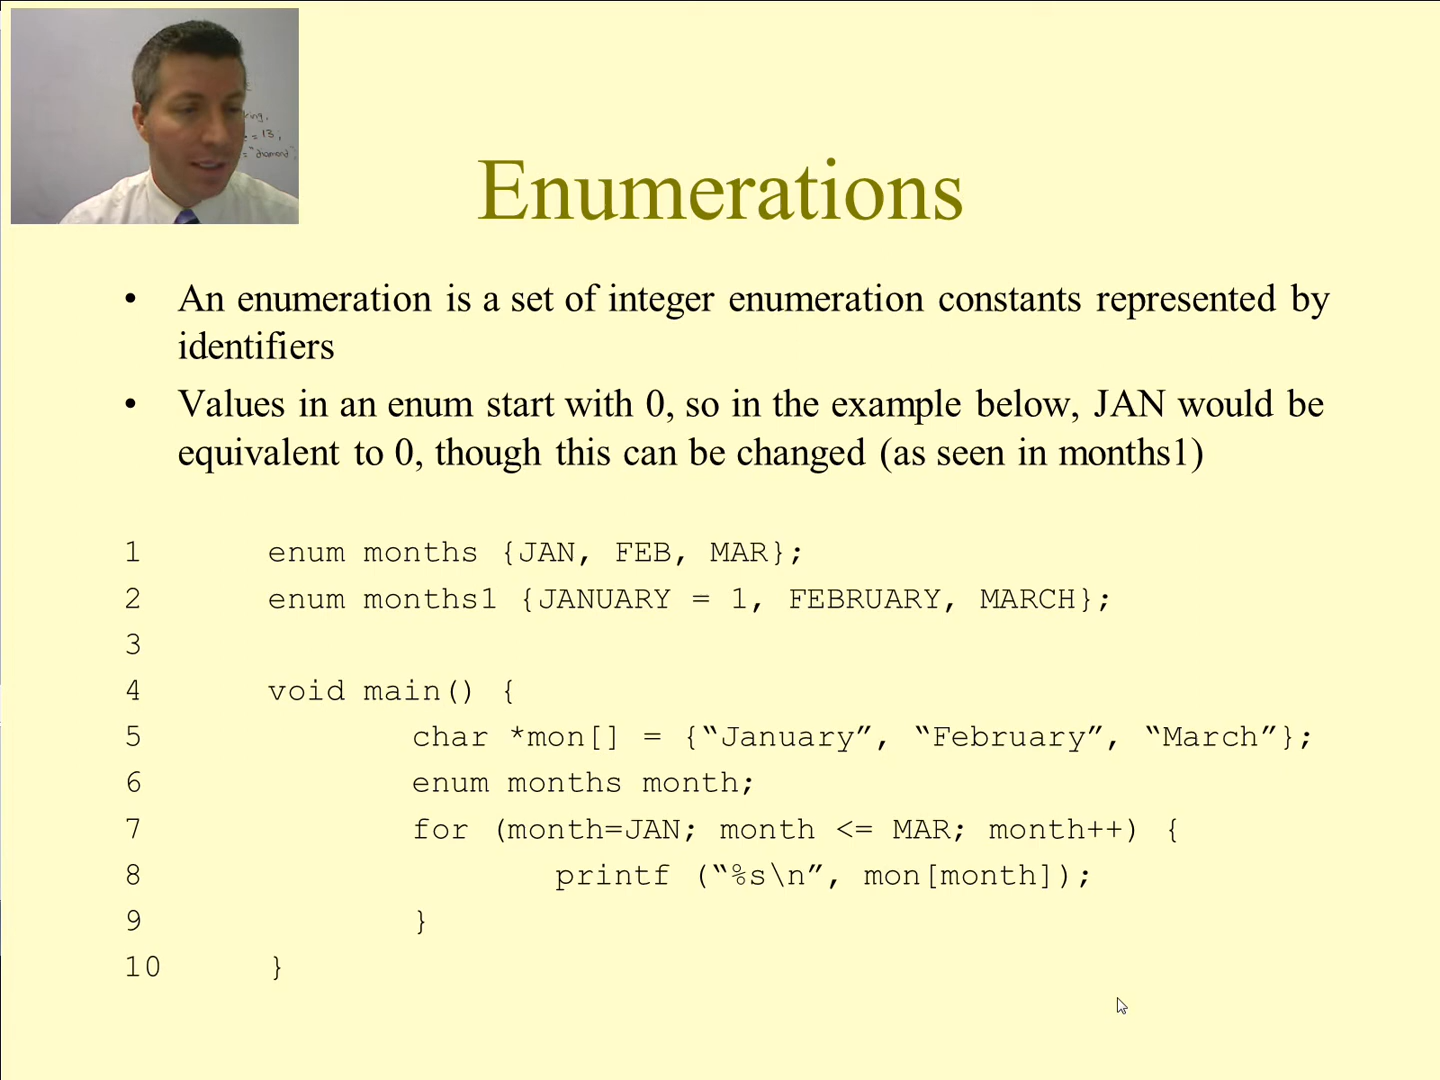 king,
= 13;
= "diamond";
Enumerations
• An enumeration is a set of integer enumeration constants represented by
identifiers
• Values in an enum start with 0, so in the example below, JAN would be
equivalent to 0, though this can be changed (as seen in months1)
1 enum months {JAN, FEB, MAR};
2 enum months1 {JANUARY = 1, FEBRUARY, MARCH};
3
4 void main() {
5 char *mon[] = {“January”, “February”, “March”};
6 enum months month;
7 for (month=JAN; month <= MAR; month++) {
8 printf (“%s\n”, mon[month]);
9 }
10 }